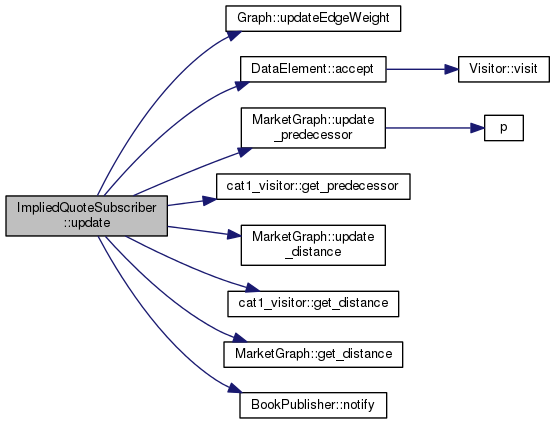 Graph::updateEdgeWeight
DataElement::accept
Visitor::visit
MarketGraph::update
_predecessor
p
cat1_visitor::get_predecessor
ImpliedQuoteSubscriber
::update
MarketGraph::update
_distance
cat1_visitor::get_distance
MarketGraph::get_distance
BookPublisher::notify